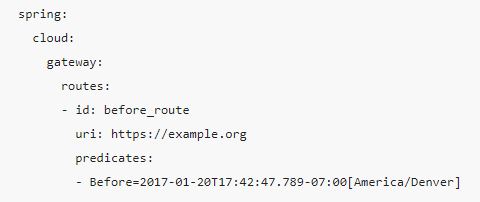 spring:
  cloud:
    gateway:
      routes:
      - id: before_route
        uri: https://example.org
        predicates:
        - Before=2017-01-20T17:42:47.789-07:00[America/Denver]